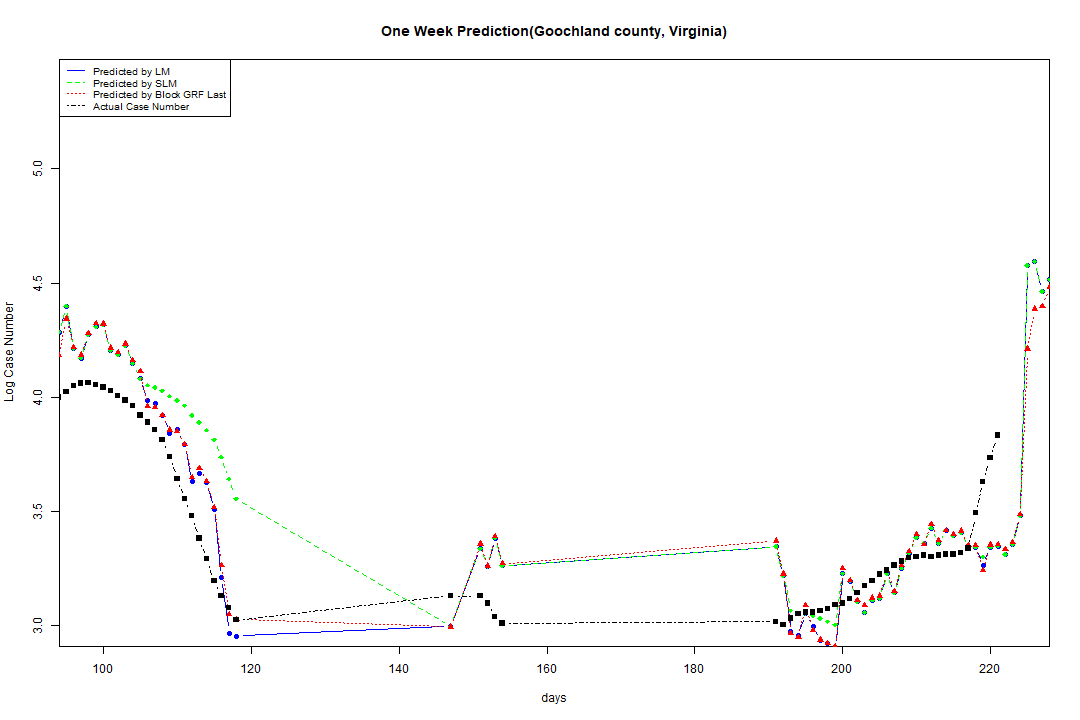 One Week Prediction(Goochland county, Virginia)
Predicted by LM
Predicted by SLM
Predicted by Block GRF Last
Actual Case Number
5.0
4.5
4.0
3.5
3.0
Log Case Number
100 120 140 160 180 200 220
days